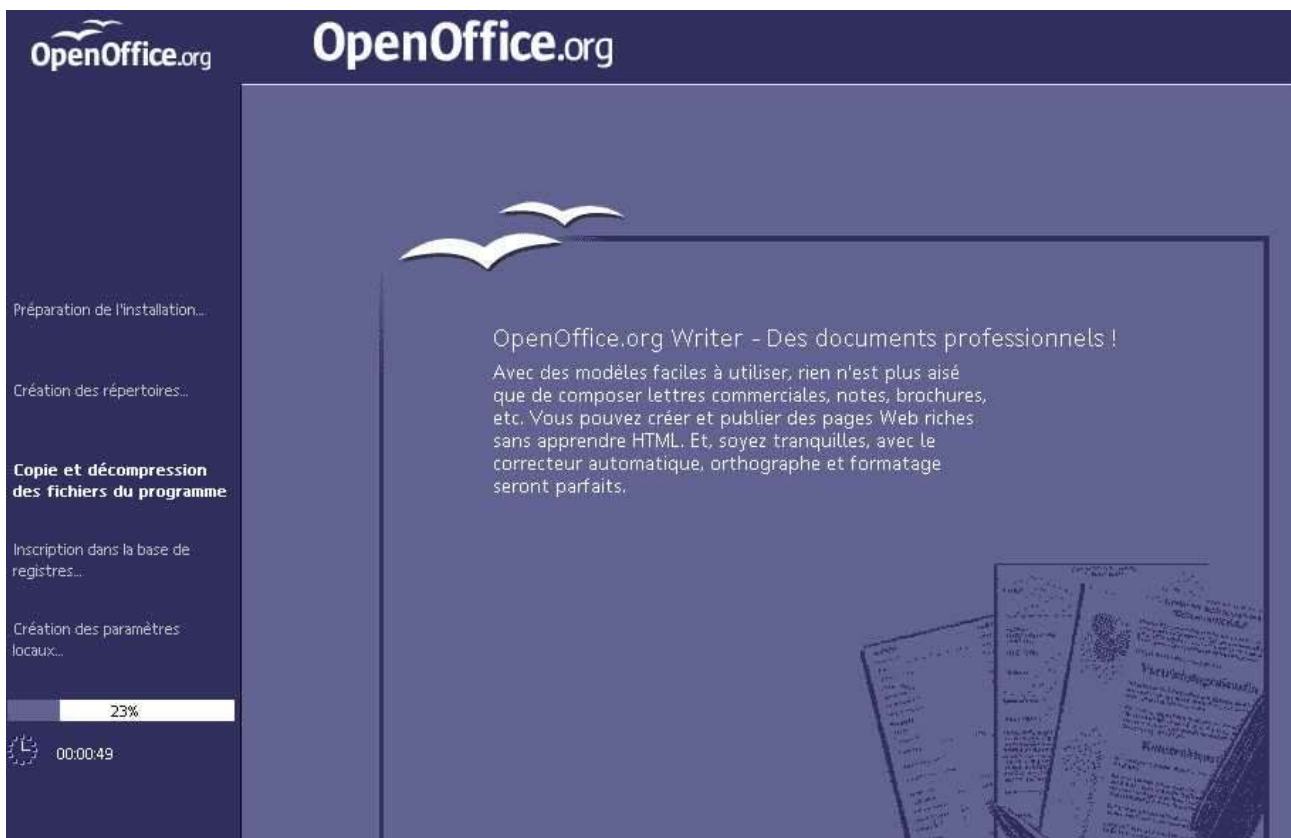 OpenOffice.org
OpenOffice.org
Préparation de l'installation...
Création des répertoires...
Copie et décompression
des fichiers du programme
Inscription dans la base de
registres...
Création des paramètres
locaux...
23%
00:00:49
OpenOffice.org Writer - Des documents professionnels !
Avec des modèles faciles à utiliser, rien n'est plus aisé
que de composer lettres commerciales, notes, brochures,
etc. Vous pouvez créer et publier des pages Web riches
sans apprendre HTML. Et, soyez tranquilles, avec le
correcteur automatique, orthographe et formatage
seront parfaits.